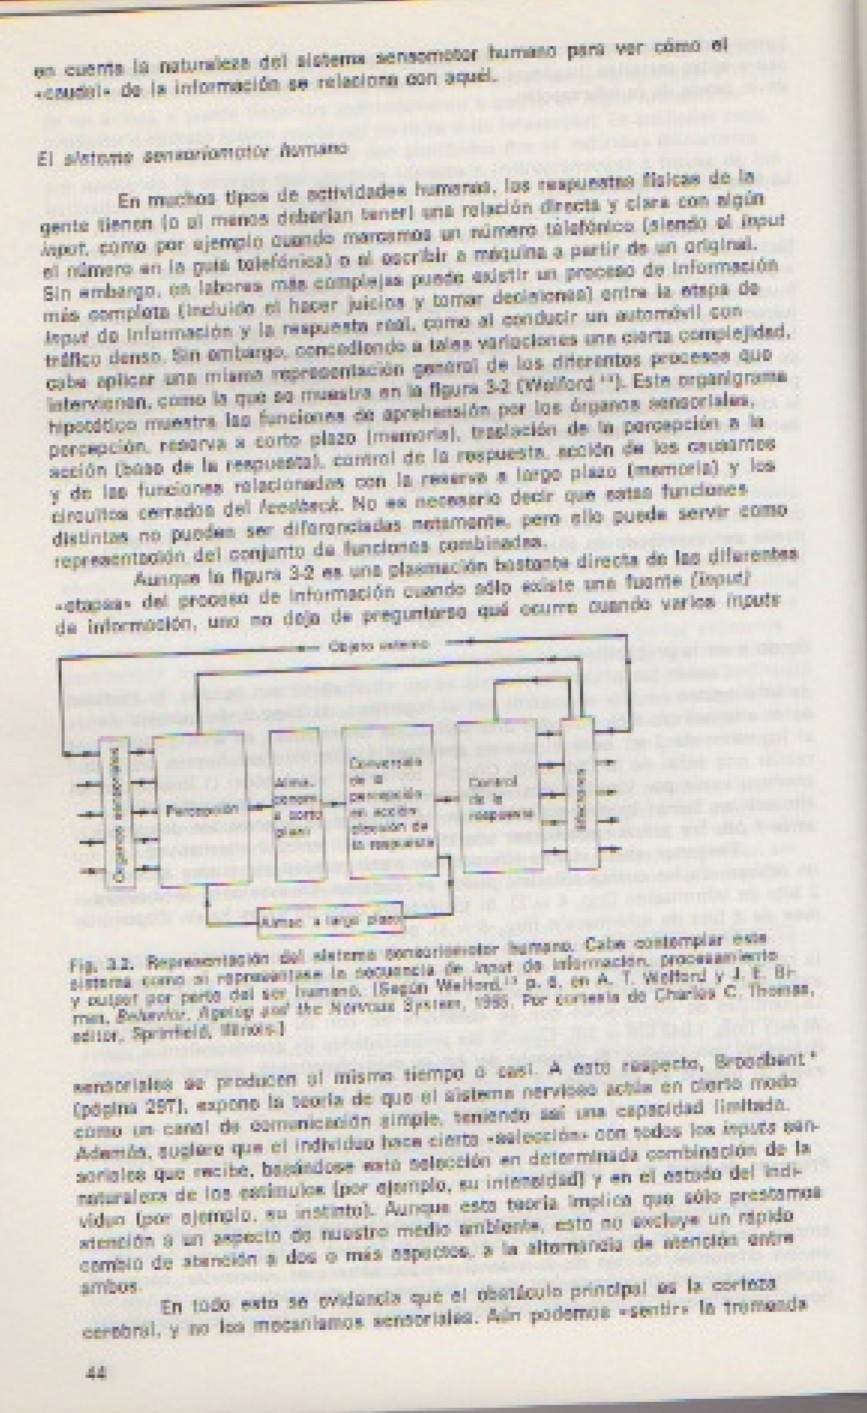 en cuenta la naturaleza del sistema sensomotor humano para ver cómo el
«caudal» de la información se relaciona con aquél.
El sistema sensoriomotor humano
En muchos tipos de actividades humanas, las respuestas físicas de la
gente tienen (o al menos deberían tener) una relación directa y clara con algún
input, como por ejemplo cuando marcamos un número telefónico (siendo el input
el número en la guía telefónica) o al escribir a máquina a partir de un original.
Sin embargo, en labores más complejas puede existir un proceso de información
más completa (incluido el hacer juicios y tomar decisiones) entre la etapa de
input de información y la respuesta real, como al conducir un automóvil con
tráfico denso. Sin embargo, concediendo a tales variaciones una cierta complejidad,
cabe aplicar una misma representación general de los diferentes procesos que
intervienen, como la que se muestra en la figura 3-2 (Welford ¹³). Este organigrama
hipotético muestra las funciones de aprehensión por los órganos sensoriales,
percepción, reserva a corto plazo (memoria), traslación de la percepción a la
acción (base de la respuesta), control de la respuesta, acción de los causantes
y de las funciones relacionadas con la reserva a largo plazo (memoria) y los
circuitos cerrados del feedback. No es necesario decir que estas funciones
distintas no pueden ser diferenciadas netamente, pero ello puede servir como
representación del conjunto de funciones combinadas.
Aunque la figura 3-2 es una plasmación bastante directa de las diferentes
«etapas» del proceso de información cuando sólo existe una fuente (input)
de información, uno no deja de preguntarse qué ocurre cuando varios inputs
Objeto externo
Órganos sensoriales
Percepción
Almacenam.
a corto
plazo
Conversión
de la
percepción
en acción:
elección de
la respuesta
Control
de la
respuesta
Efectores
Almac. a largo plazo
Fig. 3.2. Representación del sistema sensoriomotor humano. Cabe contemplar este
sistema como si representase la secuencia de input de información, procesamiento
y output por parte del ser humano. [Según Welford,¹³ p. 6, en A. T. Welford y J. E. Bi-
rren, Behavior, Ageing and the Nervous System, 1965. Por cortesía de Charles C. Thomas,
editor, Sprinfield, Illinois.]
sensoriales se producen al mismo tiempo o casi. A este respecto, Broadbent
(página 297), expone la teoría de que el sistema nervioso actúa en cierto modo
como un canal de comunicación simple, teniendo así una capacidad limitada.
Además, sugiere que el individuo hace cierta «selección» con todos los inputs sen-
soriales que recibe, basándose esta selección en determinada combinación de la
naturaleza de los estímulos (por ejemplo, su intensidad) y en el estado del indi-
viduo (por ejemplo, su instinto). Aunque esta teoría implica que sólo prestamos
atención a un aspecto de nuestro medio ambiente, esto no excluye un rápido
cambio de atención a dos o más aspectos, a la alternancia de atención entre
ambos.
En todo esto se evidencia que el obstáculo principal es la corteza
cerebral, y no los mecanismos sensoriales. Aún podemos «sentir» la tremenda
44